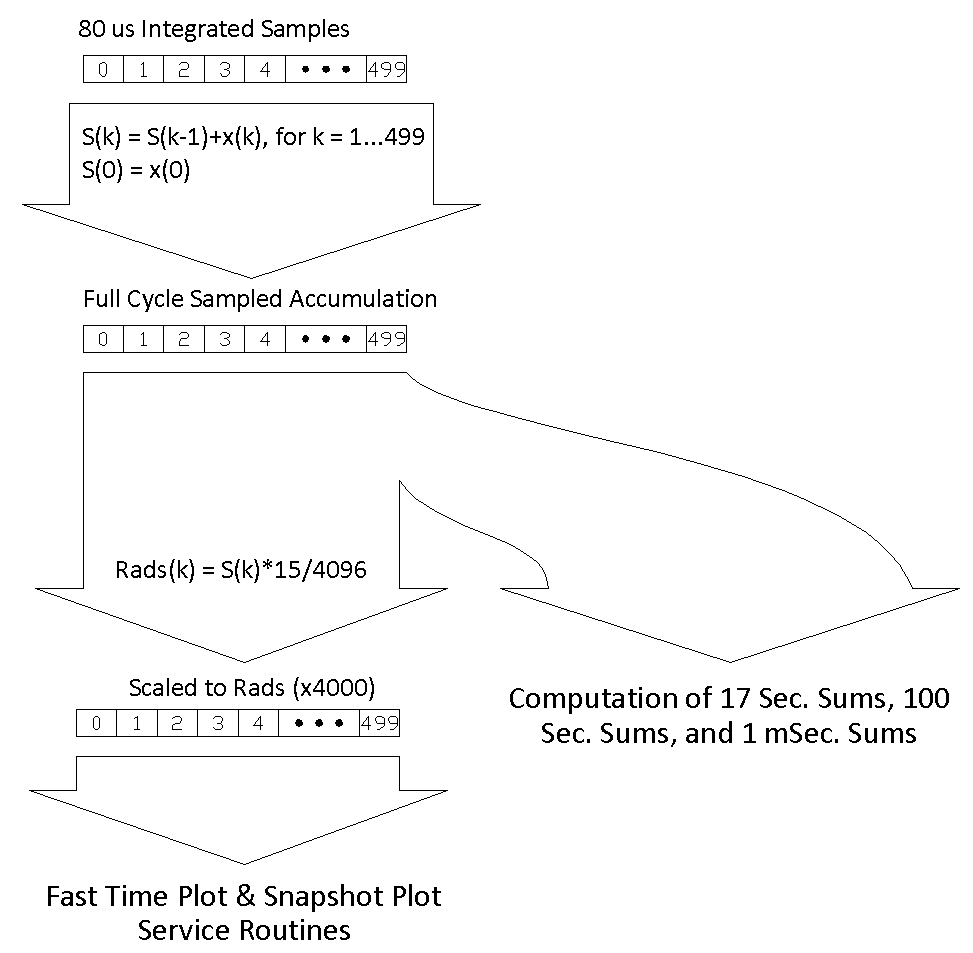 80 us Integrated Samples
0 1 2 3 4 • • • 499
S(k) = S(k-1)+x(k), for k = 1...499
S(0) = x(0)
Full Cycle Sampled Accumulation
0 1 2 3 4 • • • 499
Rads(k) = S(k)*15/4096
Scaled to Rads (x4000)
0 1 2 3 4 • • • 499
Computation of 17 Sec. Sums, 100
Sec. Sums, and 1 mSec. Sums
Fast Time Plot & Snapshot Plot
Service Routines